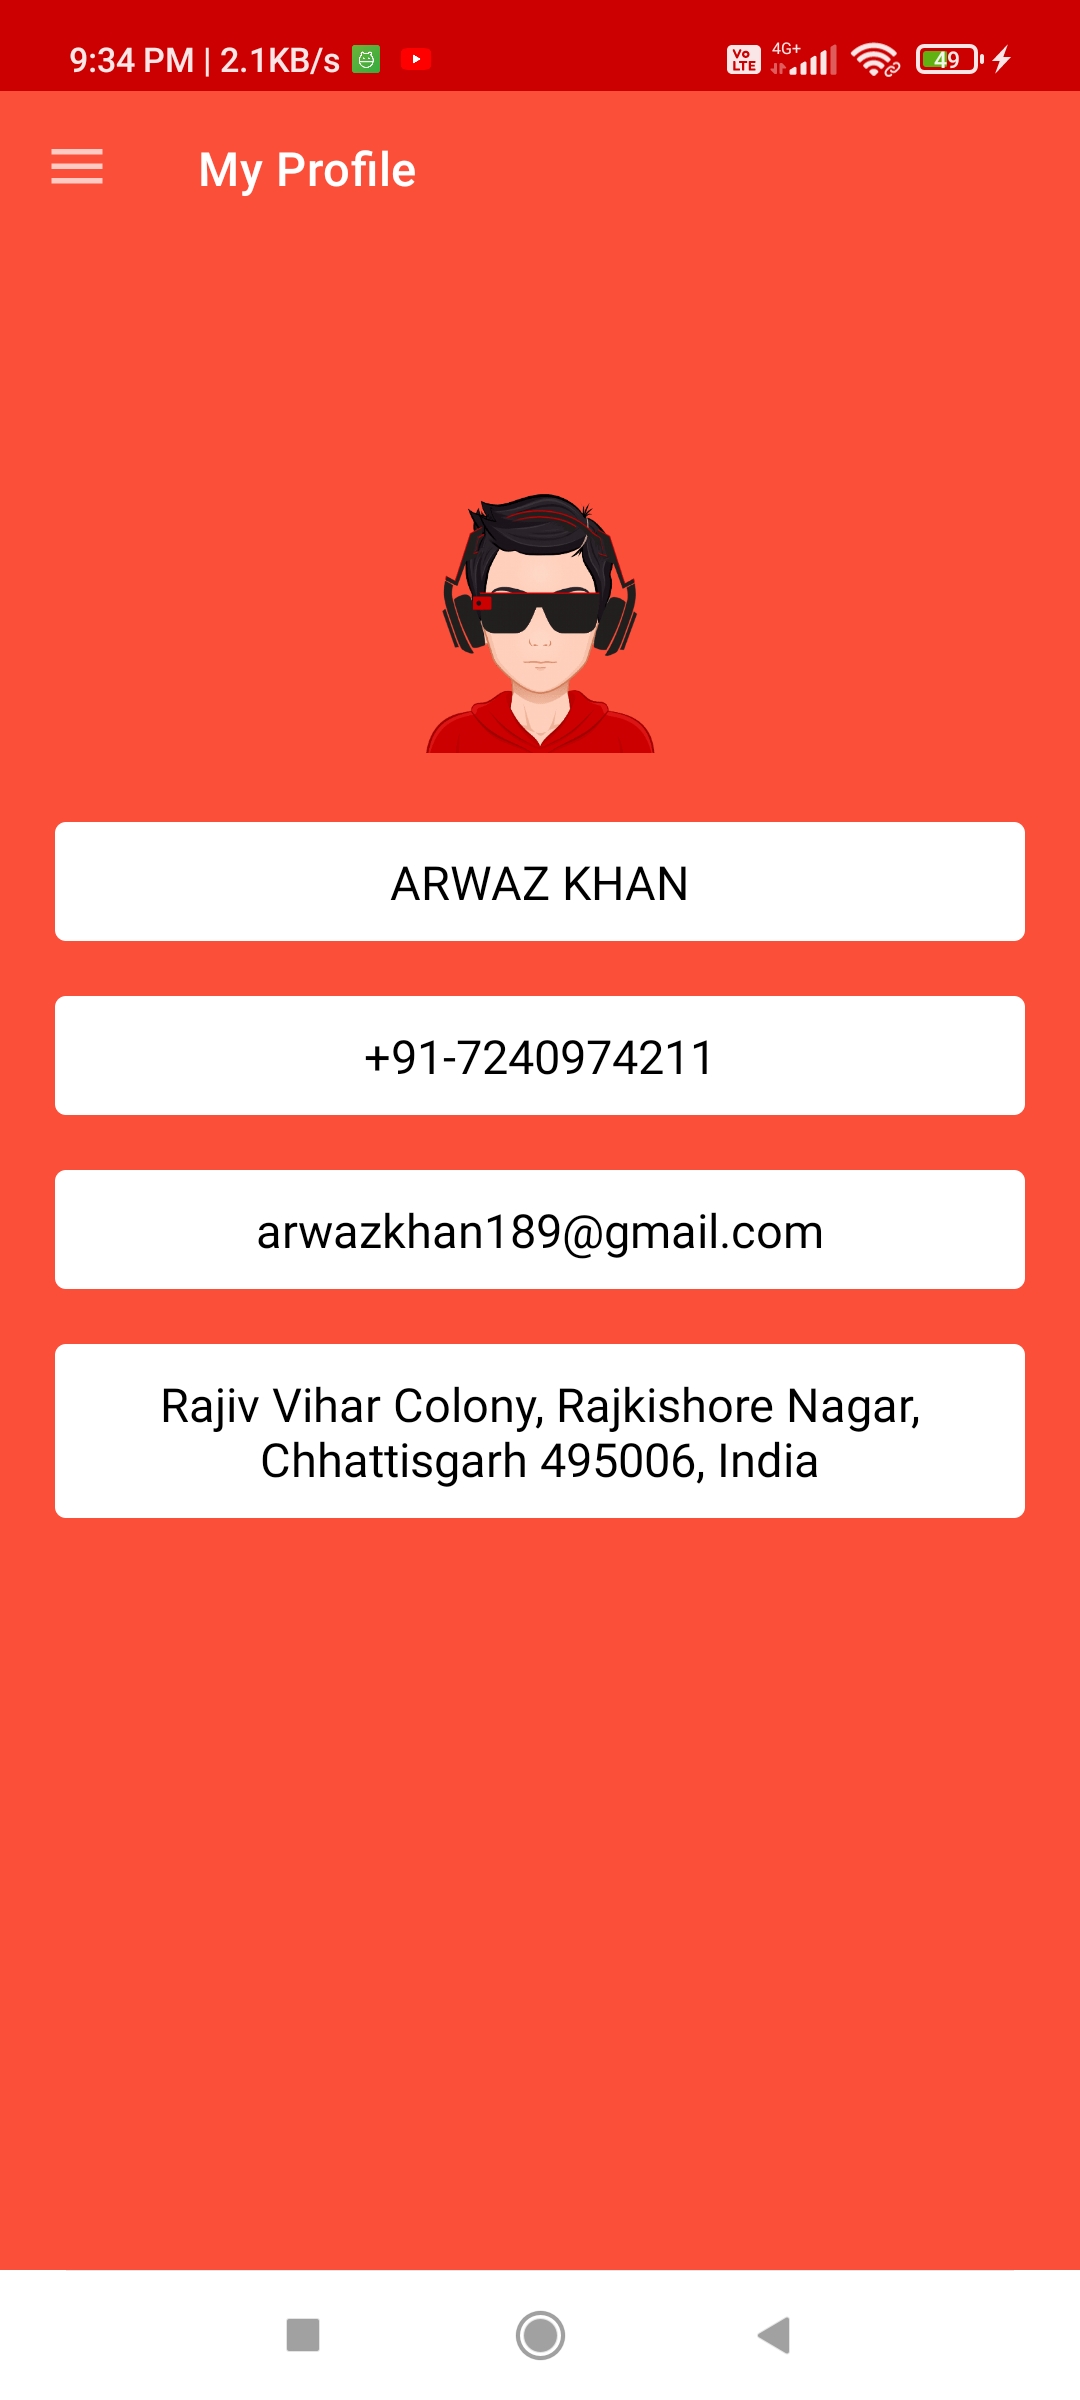 9:34 PM | 2.1KB/s Vo LTE 4G+ 49
My Profile
ARWAZ KHAN
+91-7240974211
arwazkhan189@gmail.com
Rajiv Vihar Colony, Rajkishore Nagar,
Chhattisgarh 495006, India